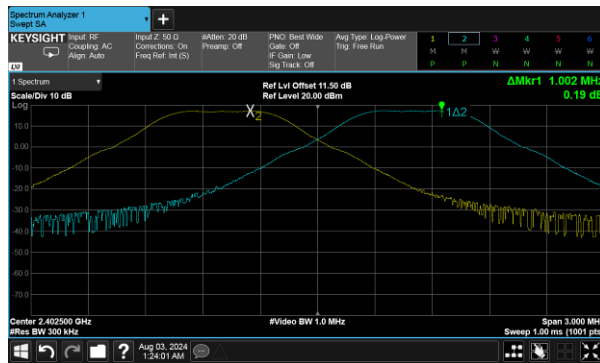 Spectrum Analyzer 1
Swept SA
+
KEYSIGHT Input: RF Input Z: 50 Ω #Atten: 20 dB PNO: Best Wide Avg Type: Log-Power 1 2 3 4 5 6
Coupling: AC Corrections: On Preamp: Off Gate: Off Trig: Free Run M M W W W W
Align: Auto Freq Ref: Int (S) IF Gain: Low
Sig Track: Off P P N N N N
LXI
1 Spectrum Ref Lvl Offset 11.50 dB ΔMkr1 1.002 MHz
Scale/Div 10 dB Ref Level 20.00 dBm 0.19 dB
Log
X2 1Δ2
10.0
0.00
-10.0
-20.0
-30.0
-40.0
-50.0
-60.0
-70.0
Center 2.402500 GHz #Video BW 1.0 MHz Span 3.000 MHz
#Res BW 300 kHz Sweep 1.00 ms (1001 pts)
? Aug 03, 2024
1:24:01 AM